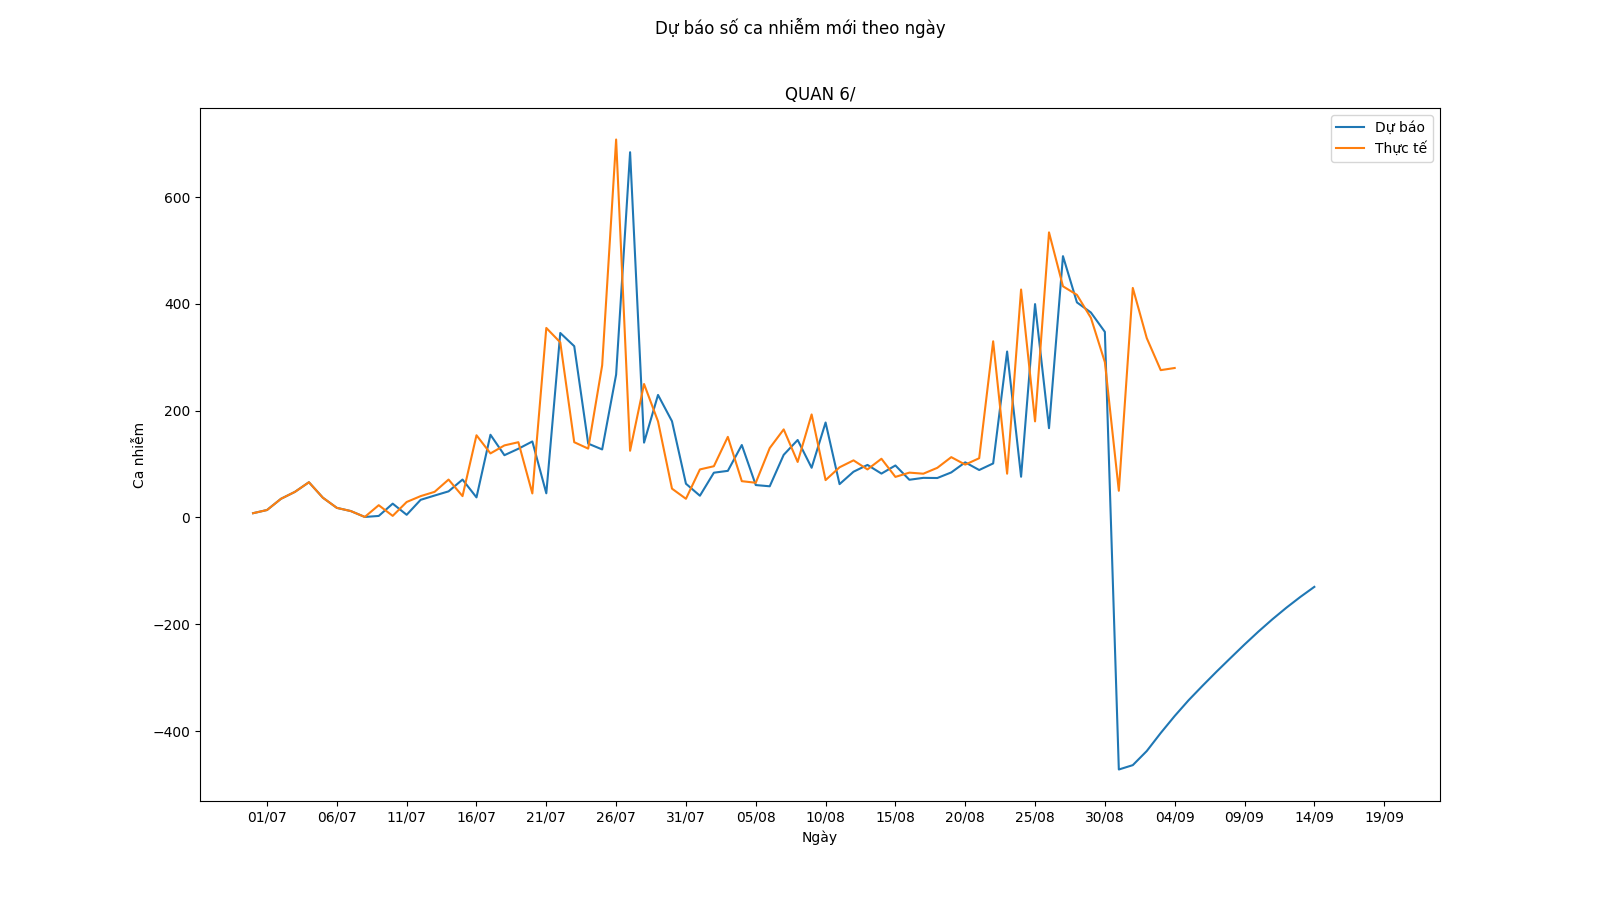 Dự báo số ca nhiễm mới theo ngày
QUAN 6/
Dự báo
Thực tế
600
400
200
0
−200
−400
Ca nhiễm
01/07 06/07 11/07 16/07 21/07 26/07 31/07 05/08 10/08 15/08 20/08 25/08 30/08 04/09 09/09 14/09 19/09
Ngày